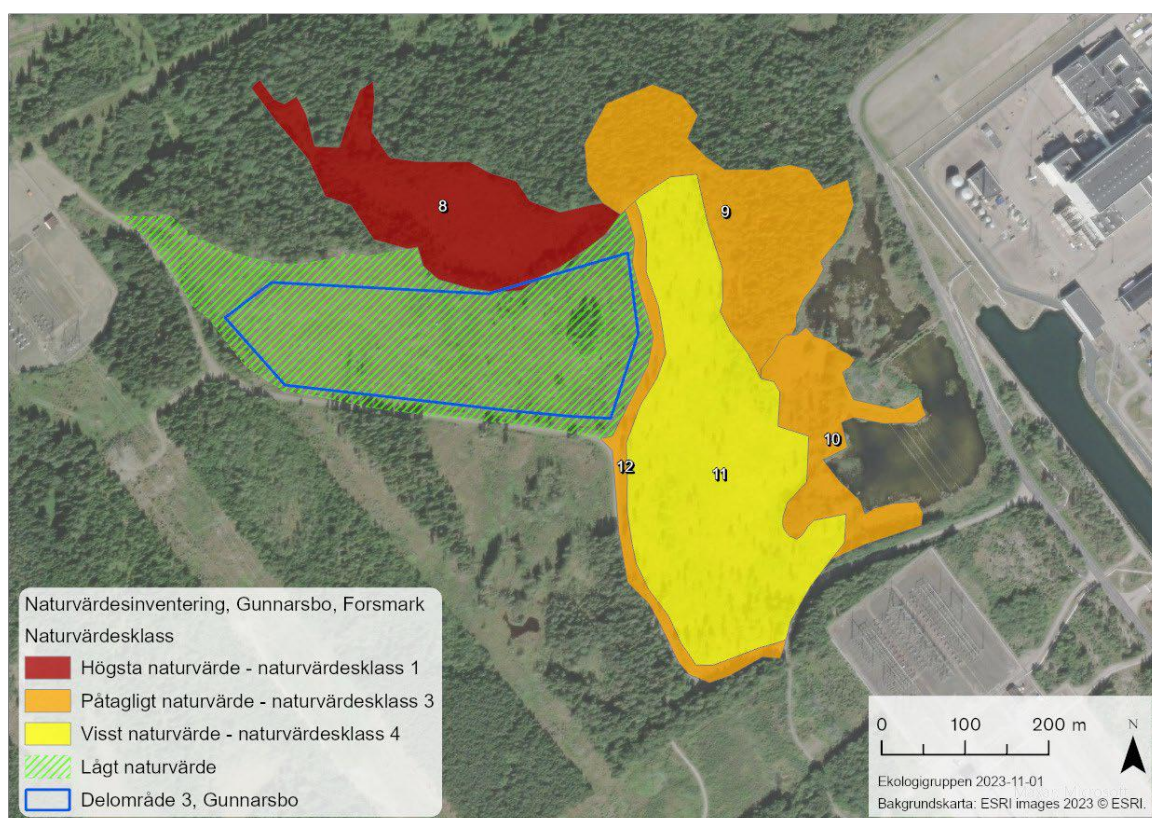 8
9
10
12
11
Naturvärdesinventering, Gunnarsbo, Forsmark
Naturvärdesklass
Högsta naturvärde - naturvärdesklass 1
Påtagligt naturvärde - naturvärdesklass 3
Visst naturvärde - naturvärdesklass 4
Lågt naturvärde
Delområde 3, Gunnarsbo
0 100 200 m
N
Ekologigruppen 2023-11-01
Bakgrundskarta: ESRI images 2023 © ESRI.